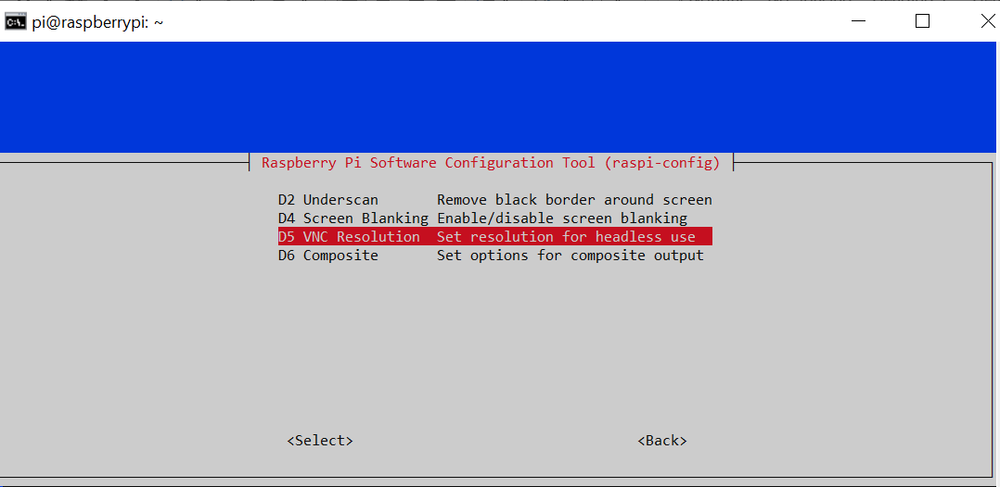 pi@raspberrypi: ~
Raspberry Pi Software Configuration Tool (raspi-config)
D2 Underscan       Remove black border around screen
D4 Screen Blanking Enable/disable screen blanking
D5 VNC Resolution  Set resolution for headless use
D6 Composite       Set options for composite output
<Select>                                  <Back>